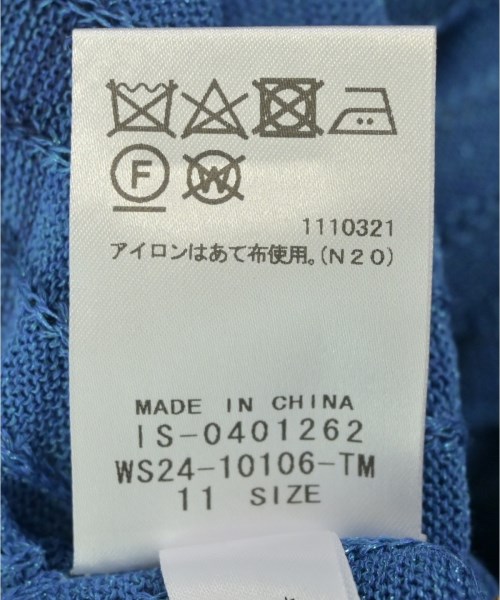 F W
1110321
アイロンはあて布使用。(N20)
MADE IN CHINA
IS-0401262
WS24-10106-TM
11 SIZE